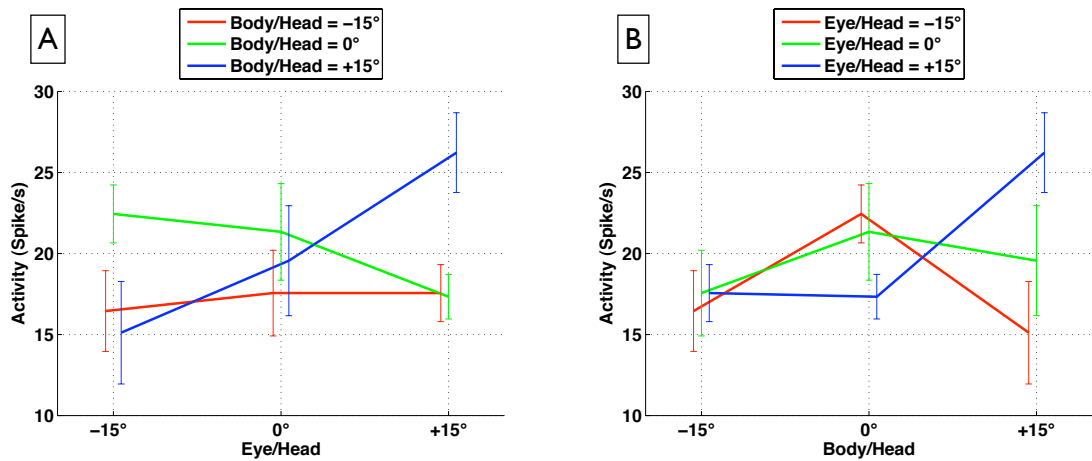 A
Body/Head = −15°
Body/Head = 0°
Body/Head = +15°
30
25
20
15
10
Activity (Spike/s)
−15°
0°
+15°
Eye/Head
B
Eye/Head = −15°
Eye/Head = 0°
Eye/Head = +15°
30
25
20
15
10
Activity (Spike/s)
−15°
0°
+15°
Body/Head